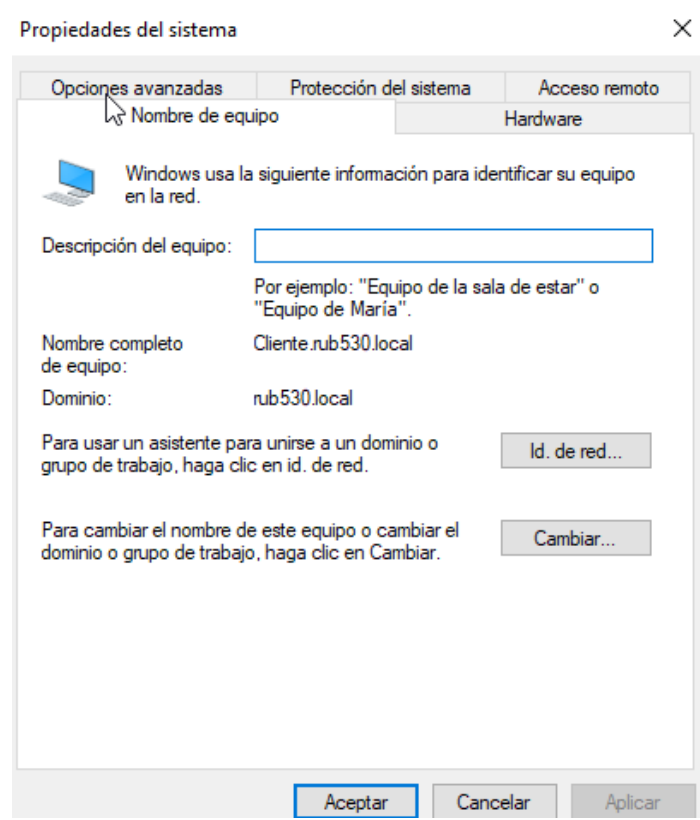 Propiedades del sistema
Opciones avanzadas
Protección del sistema
Acceso remoto
Nombre de equipo
Hardware
Windows usa la siguiente información para identificar su equipo
en la red.
Descripción del equipo:
Por ejemplo: "Equipo de la sala de estar" o
"Equipo de María".
Nombre completo
de equipo:
Cliente.rub530.local
Dominio:
rub530.local
Para usar un asistente para unirse a un dominio o
grupo de trabajo, haga clic en id. de red.
Id. de red...
Para cambiar el nombre de este equipo o cambiar el
dominio o grupo de trabajo, haga clic en Cambiar.
Cambiar...
Aceptar
Cancelar
Aplicar